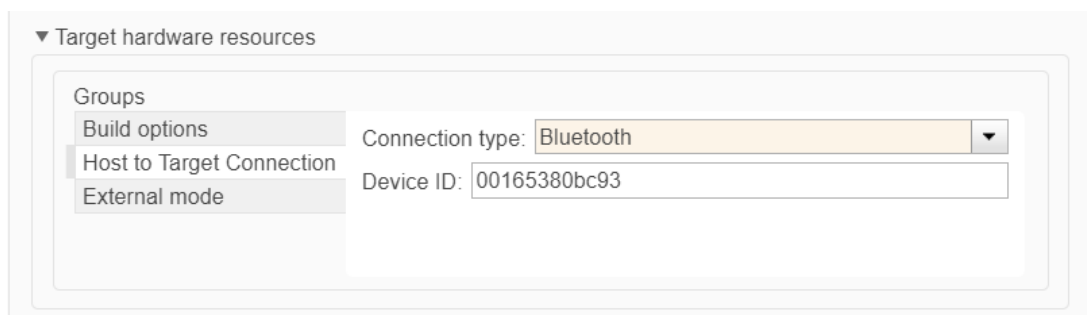 Target hardware resources
Groups
Build options
Host to Target Connection
External mode
Connection type: Bluetooth
Device ID: 00165380bc93